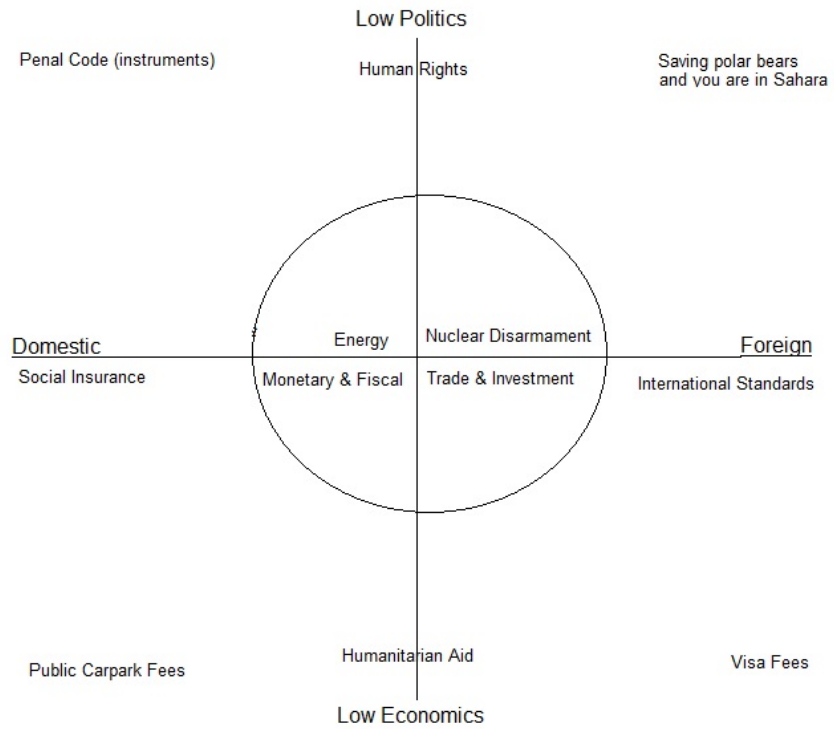 Low Politics
Penal Code (instruments)
Human Rights
Saving polar bears
and you are in Sahara
Energy
Nuclear Disarmament
Domestic
Foreign
Social Insurance
Monetary & Fiscal
Trade & Investment
International Standards
Public Carpark Fees
Humanitarian Aid
Visa Fees
Low Economics